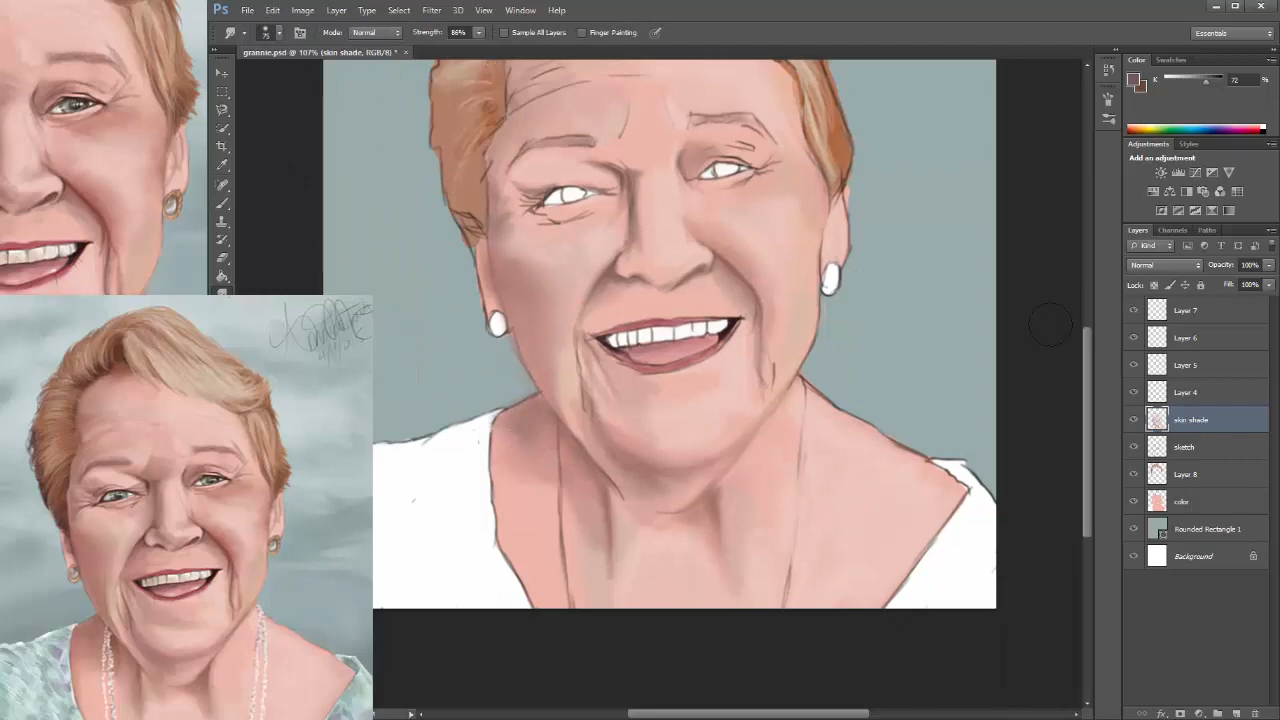 Ps File Edit Image Layer Type Select Filter 3D View Window Help
75 Mode: Normal Strength: 86% Sample All Layers Finger Painting Essentials
grannie.psd @ 107% (skin shade, RGB/8) * ×
Color Swatches
K 72 %
Adjustments Styles
Add an adjustment
Layers Channels Paths
Kind
Normal Opacity: 100%
Lock: Fill: 100%
Layer 7
Layer 6
Layer 5
Layer 4
skin shade
sketch
Layer 8
color
Rounded Rectangle 1
Background